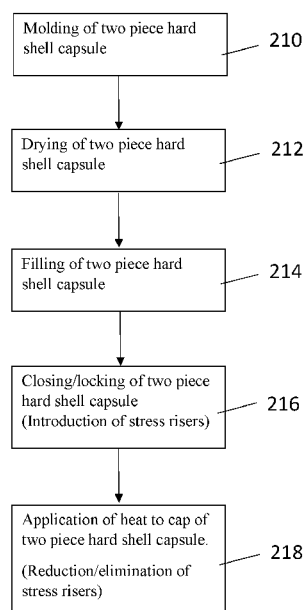 Molding of two piece hard
shell capsule
210
Drying of two piece hard
shell capsule
212
Filling of two piece hard
shell capsule
214
Closing/locking of two piece
hard shell capsule
(Introduction of stress risers)
216
Application of heat to cap of
two piece hard shell capsule.
(Reduction/elimination of
stress risers)
218